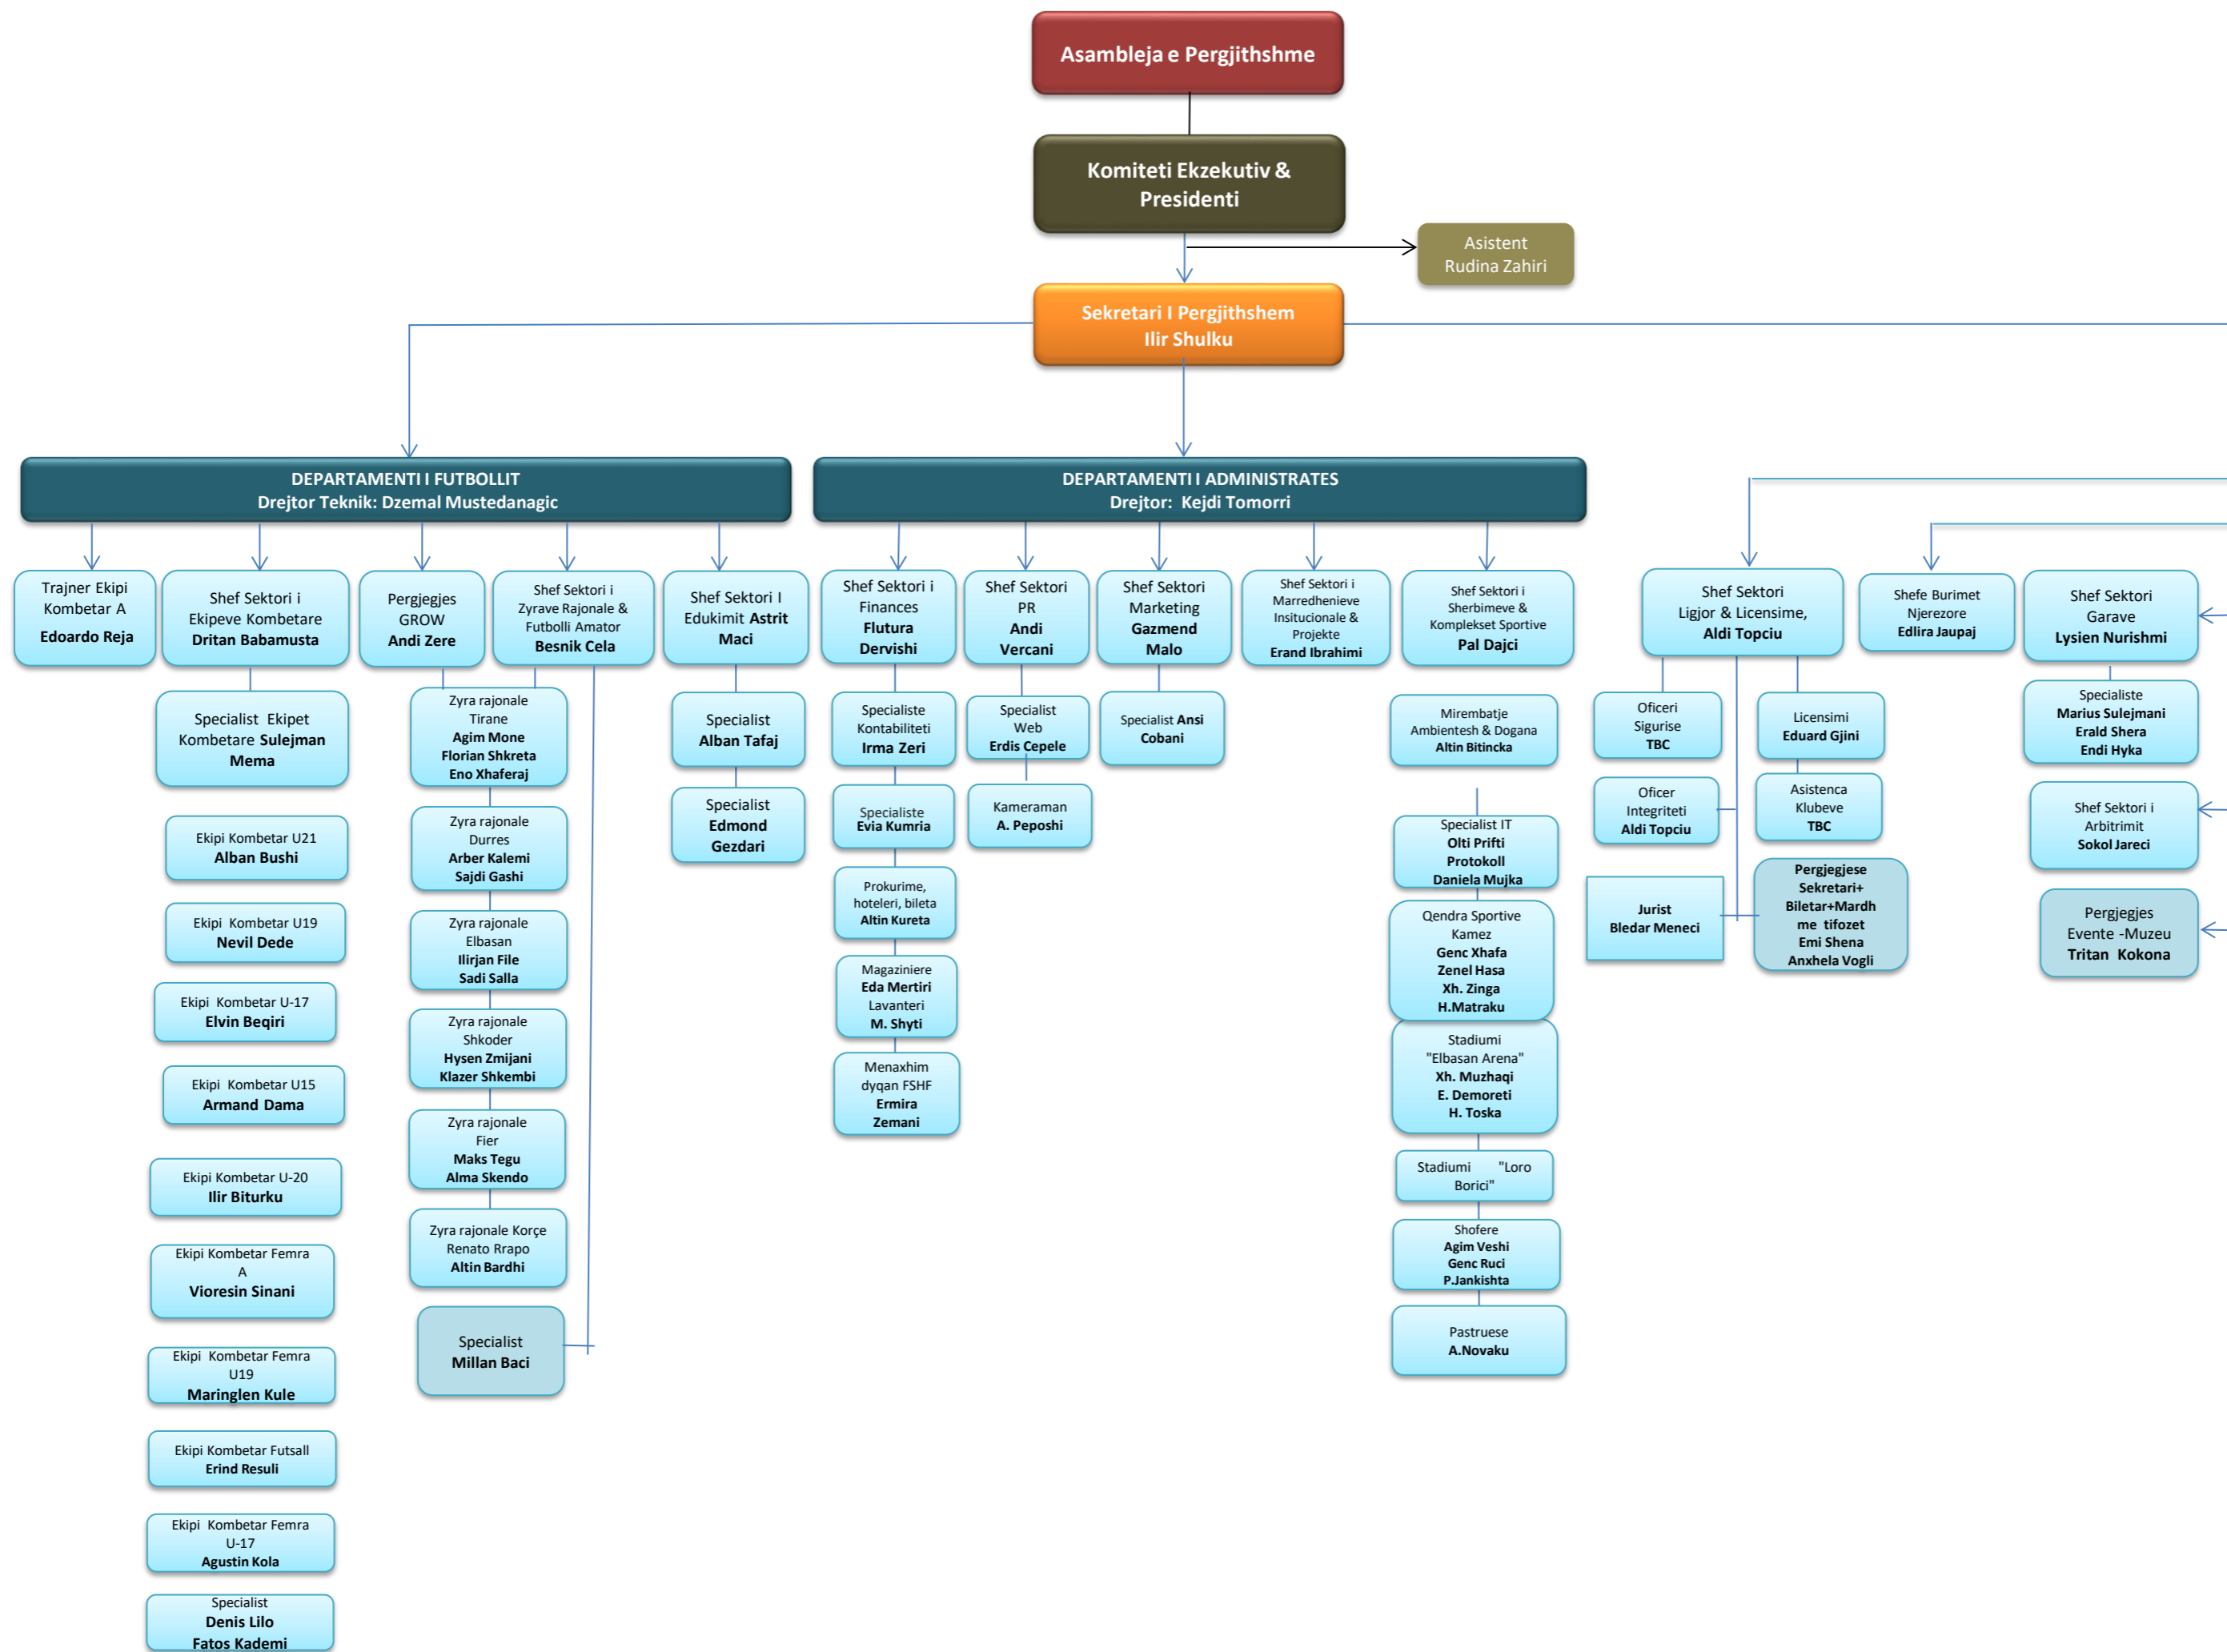 Asambleja e Pergjithshme
Komiteti Ekzekutiv &
Presidenti
Asistent
Rudina Zahiri
Sekretari I Pergjithshem
Ilir Shulku
DEPARTAMENTI I FUTBOLLIT
Drejtor Teknik: Dzemal Mustedanagic
DEPARTAMENTI I ADMINISTRATES
Drejtor: Kejdi Tomorri
Trajner Ekipi
Kombetar A
Edoardo Reja
Shef Sektori i
Ekipeve Kombetare
Dritan Babamusta
Pergjegjes
GROW
Andi Zere
Shef Sektori i
Zyrave Rajonale &
Futbolli Amator
Besnik Cela
Shef Sektori I
Edukimit Astrit
Maci
Shef Sektori i
Finances
Flutura
Dervishi
Shef Sektori
PR
Andi
Vercani
Shef Sektori
Marketing
Gazmend
Malo
Shef Sektori i
Marredhenieve
Insitucionale &
Projekte
Erand Ibrahimi
Shef Sektori i
Sherbimeve &
Komplekset Sportive
Pal Dajci
Shef Sektori
Ligjor & Licensime,
Aldi Topciu
Shefe Burimet
Njerezore
Edlira Jaupaj
Shef Sektori
Garave
Lysien Nurishmi
Specialist Ekipet
Kombetare Sulejman
Mema
Ekipi Kombetar U21
Alban Bushi
Ekipi Kombetar U19
Nevil Dede
Ekipi Kombetar U-17
Elvin Beqiri
Ekipi Kombetar U15
Armand Dama
Ekipi Kombetar U-20
Ilir Biturku
Ekipi Kombetar Femra
A
Vioresin Sinani
Ekipi Kombetar Femra
U19
Maringlen Kule
Ekipi Kombetar Futsall
Erind Resuli
Ekipi Kombetar Femra
U-17
Agustin Kola
Specialist
Denis Lilo
Fatos Kademi
Zyra rajonale
Tirane
Agim Mone
Florian Shkreta
Eno Xhaferaj
Zyra rajonale
Durres
Arber Kalemi
Sajdi Gashi
Zyra rajonale
Elbasan
Ilirjan File
Sadi Salla
Zyra rajonale
Shkoder
Hysen Zmijani
Klazer Shkembi
Zyra rajonale
Fier
Maks Tegu
Alma Skendo
Zyra rajonale Korçe
Renato Rrapo
Altin Bardhi
Specialist
Millan Baci
Specialist
Alban Tafaj
Specialist
Edmond
Gezdari
Specialiste
Kontabiliteti
Irma Zeri
Specialiste
Evia Kumria
Prokurime,
hoteleri, bileta
Altin Kureta
Magaziniere
Eda Mertiri
Lavanteri
M. Shyti
Menaxhim
dyqan FSHF
Ermira
Zemani
Specialist
Web
Erdis Cepele
Kameraman
A. Peposhi
Specialist Ansi
Cobani
Mirembatje
Ambientesh & Dogana
Altin Bitincka
Specialist IT
Olti Prifti
Protokoll
Daniela Mujka
Qendra Sportive
Kamez
Genc Xhafa
Zenel Hasa
Xh. Zinga
H.Matraku
Stadiumi
"Elbasan Arena"
Xh. Muzhaqi
E. Demoreti
H. Toska
Stadiumi "Loro
Borici"
Shofere
Agim Veshi
Genc Ruci
P.Jankishta
Pastruese
A.Novaku
Oficeri
Sigurise
TBC
Oficer
Integriteti
Aldi Topciu
Jurist
Bledar Meneci
Licensimi
Eduard Gjini
Asistenca
Klubeve
TBC
Pergjegjese
Sekretari+
Biletar+Mardh
me tifozet
Emi Shena
Anxhela Vogli
Specialiste
Marius Sulejmani
Erald Shera
Endi Hyka
Shef Sektori i
Arbitrimit
Sokol Jareci
Pergjegjes
Evente -Muzeu
Tritan Kokona